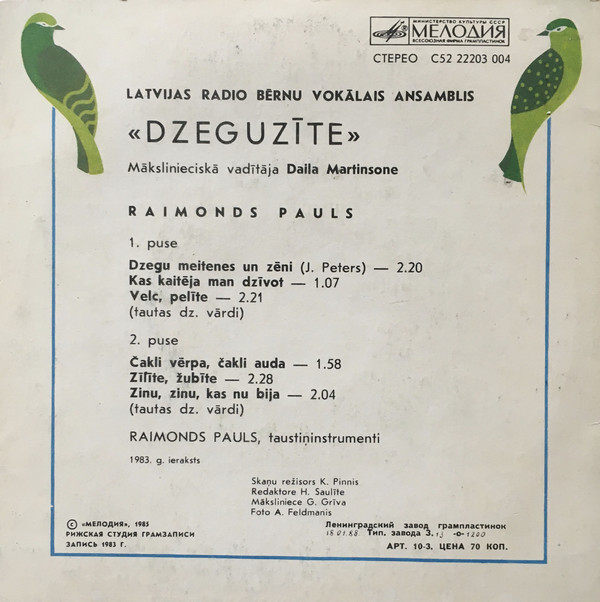 МИНИСТЕРСТВО КУЛЬТУРЫ СССР
МЕЛОДИЯ
ВСЕСОЮЗНАЯ ФИРМА ГРАМПЛАСТИНОК
СТЕРЕО С52 22203 004
LATVIJAS RADIO BĒRNU VOKĀLAIS ANSAMBLIS
«DZEGUZĪTE»
Mākslinieciskā vadītāja Daila Martinsone
RAIMONDS PAULS
1. puse
Dzegu meitenes un zēni (J. Peters) — 2.20
Kas kaitēja man dzīvot — 1.07
Velc, pelīte — 2.21
(tautas dz. vārdi)
2. puse
Čakli vērpa, čakli auda — 1.58
Zīlīte, žubīte — 2.28
Zinu, zinu, kas nu bija — 2.04
(tautas dz. vārdi)
RAIMONDS PAULS, taustiņinstrumenti
1983. g. ieraksts
Skaņu režisors K. Pinnis
Redaktore H. Saulīte
Māksliniece G. Grīva
Foto A. Feldmanis
© «МЕЛОДИЯ», 1985
РИЖСКАЯ СТУДИЯ ГРАМЗАПИСИ
ЗАПИСЬ 1983 Г.
Ленинградский завод грампластинок
18.01.88. Тип. завода З.
АРТ. 10-3. ЦЕНА 70 КОП.